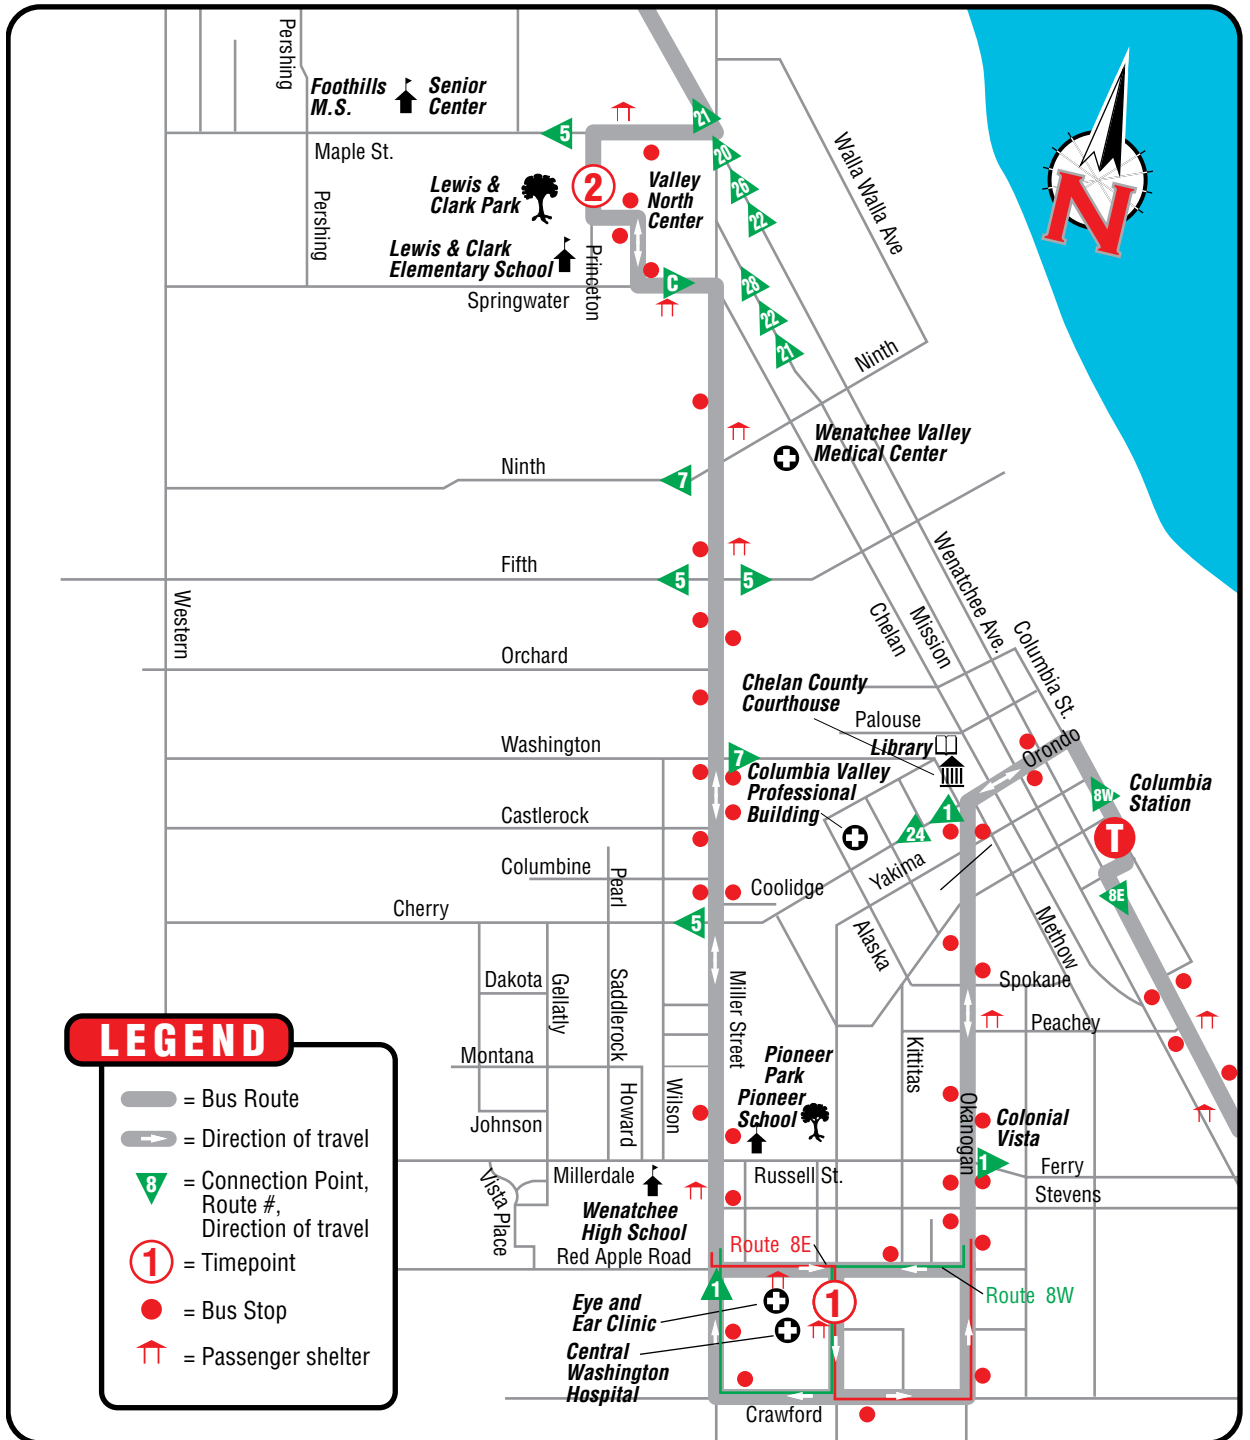 Pershing
Foothills
M.S.
Senior
Center
21
5
Maple St.
20
Walla Walla Ave
N
Lewis &
Clark Park
2
Valley
North
Center
26
22
Pershing
Lewis & Clark
Elementary School
Princeton
C
28
Springwater
22
21
Ninth
Wenatchee Valley
Medical Center
Ninth
7
Fifth
5
5
Wenatchee Ave.
Western
Chelan
Mission
Columbia St.
Orchard
Chelan County
Courthouse
Palouse
Washington
7
Library
Orondo
Columbia Valley
Professional
Building
8W
Columbia
Station
Castlerock
1
24
T
Columbine
Pearl
Coolidge
Yakima
8E
Cherry
5
Alaska
Methow
Dakota
Gellatly
Saddlerock
Miller Street
Spokane
Peachey
LEGEND
Montana
Howard
Wilson
Pioneer
Park
Pioneer
School
Kittitas
Okanogan
= Bus Route
Johnson
Colonial
Vista
= Direction of travel
1
Millerdale
Russell St.
Ferry
8
= Connection Point,
Route #,
Direction of travel
Vista Place
Stevens
Wenatchee
High School
Red Apple Road
Route 8E
1
= Timepoint
1
Route 8W
Eye and
Ear Clinic
1
= Bus Stop
Central
Washington
Hospital
= Passenger shelter
Crawford